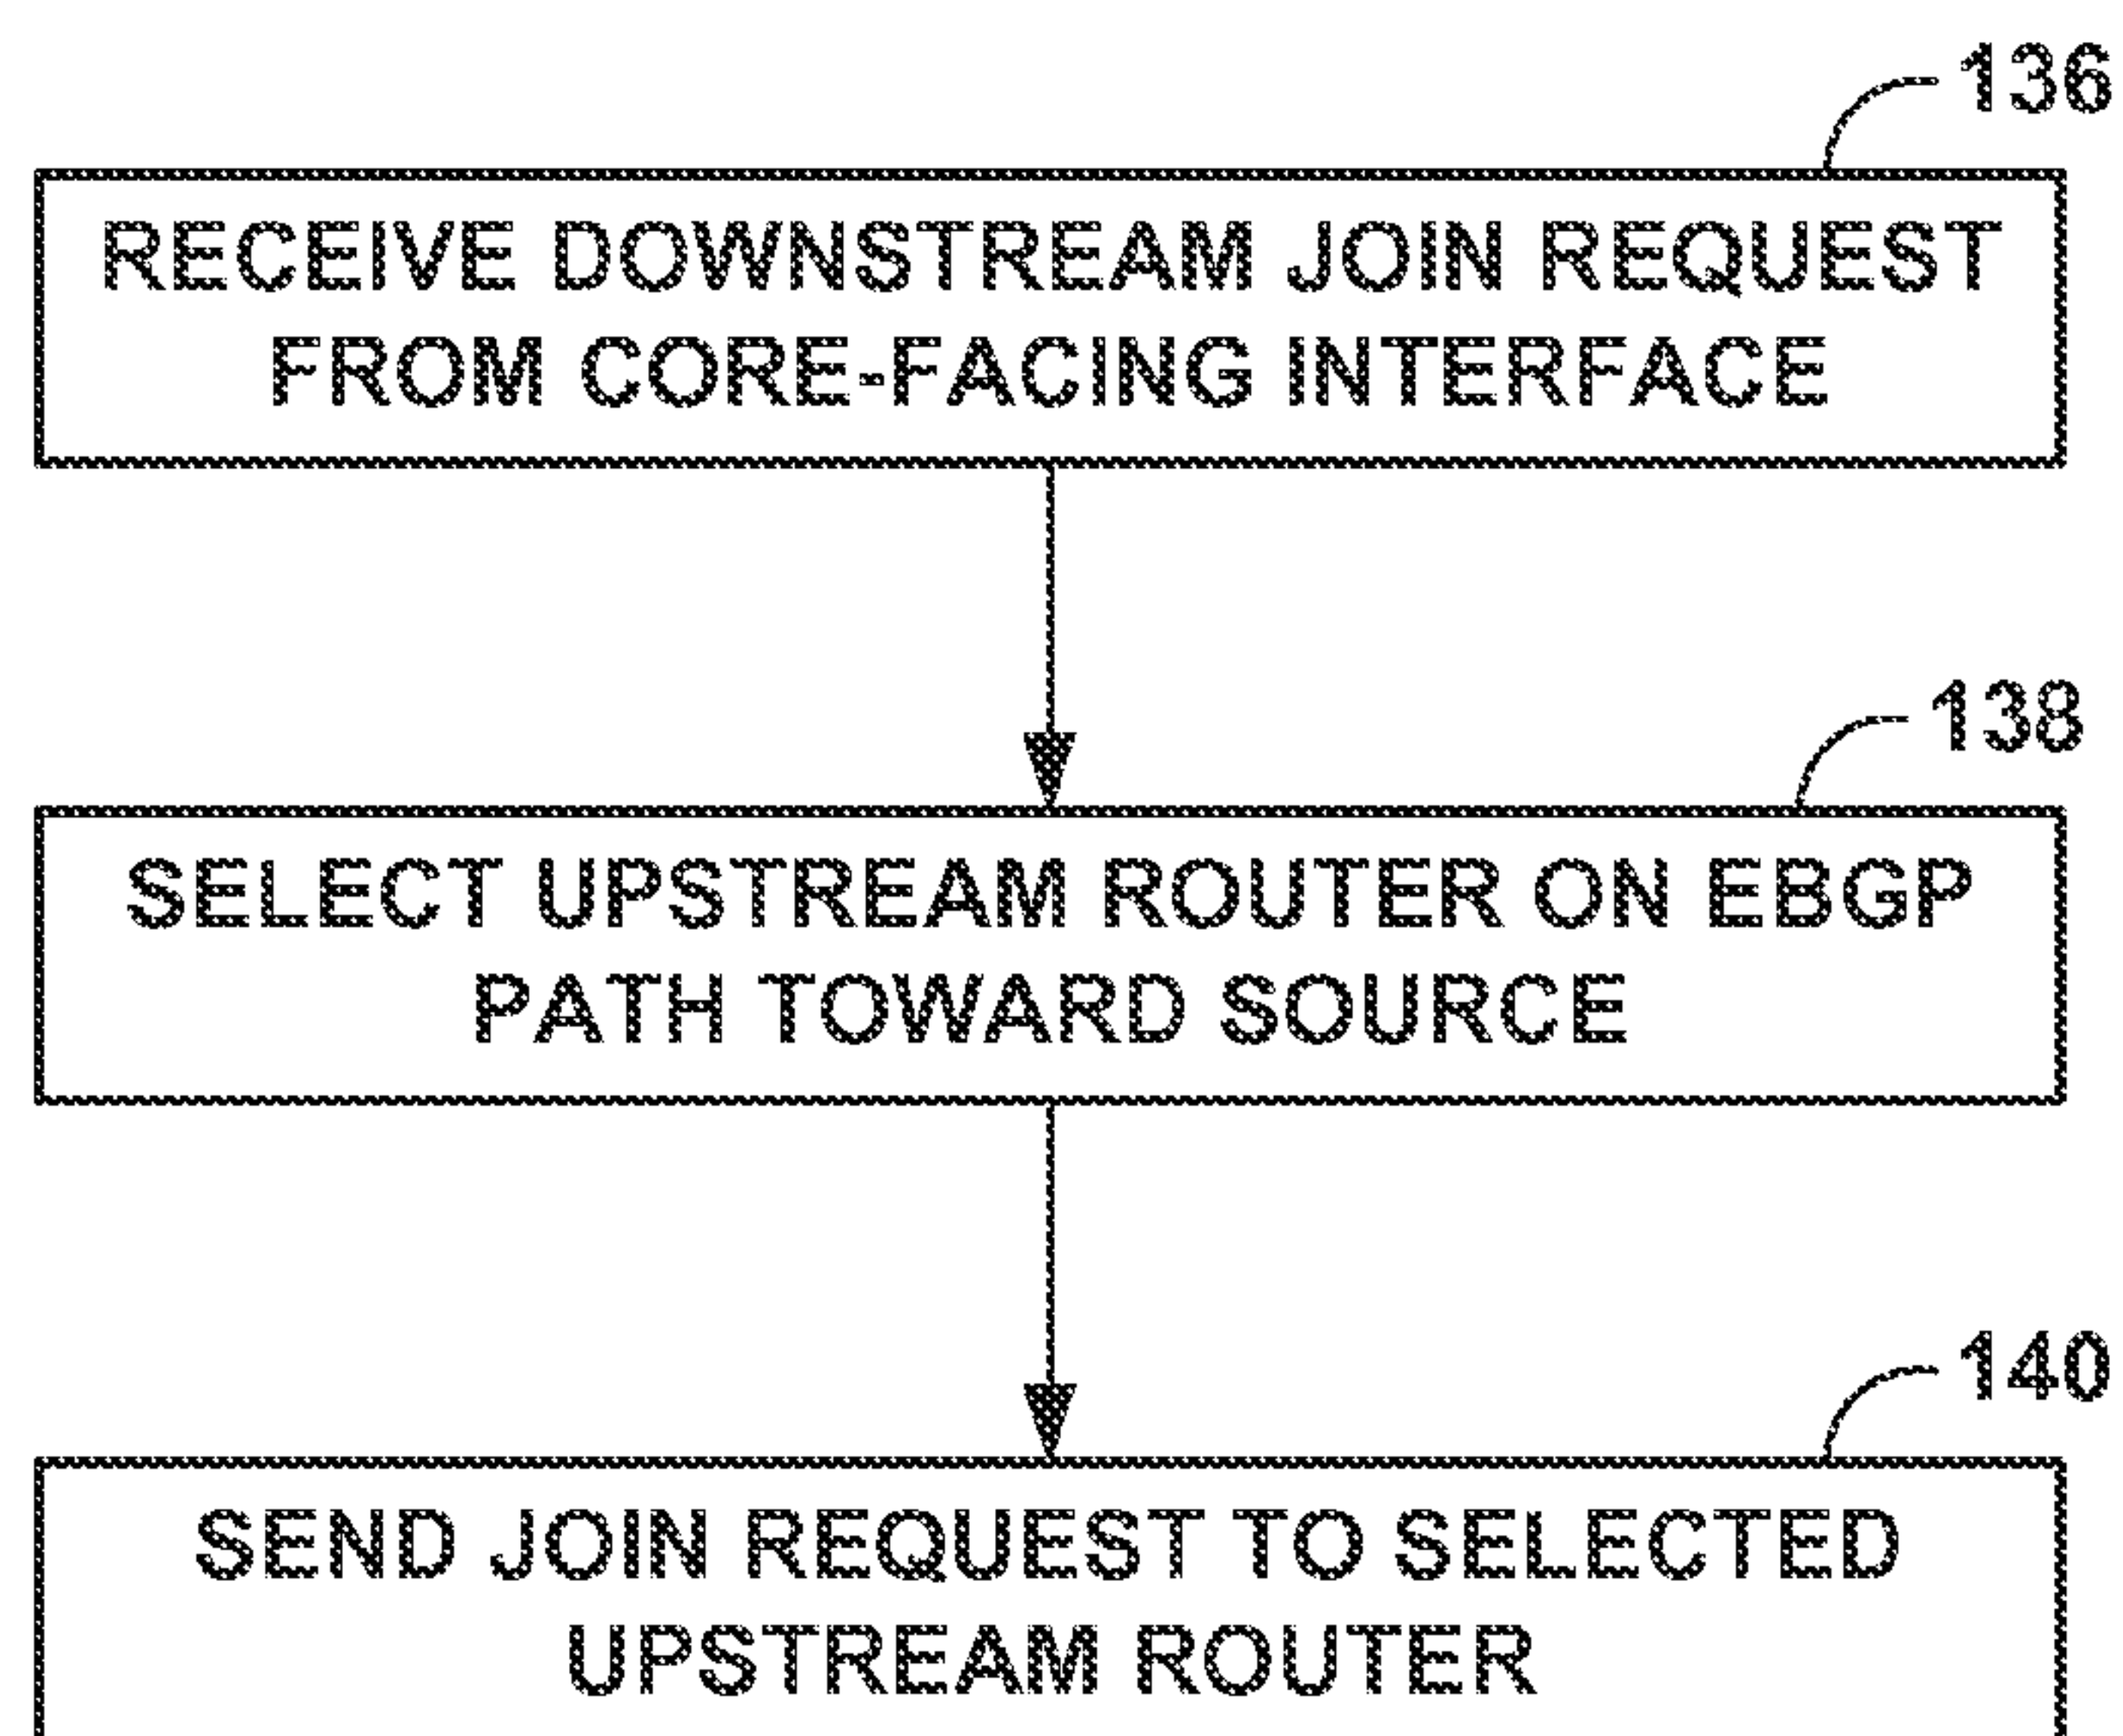 136
RECEIVE DOWNSTREAM JOIN REQUEST
FROM CORE-FACING INTERFACE
138
SELECT UPSTREAM ROUTER ON EBGP
PATH TOWARD SOURCE
140
SEND JOIN REQUEST TO SELECTED
UPSTREAM ROUTER